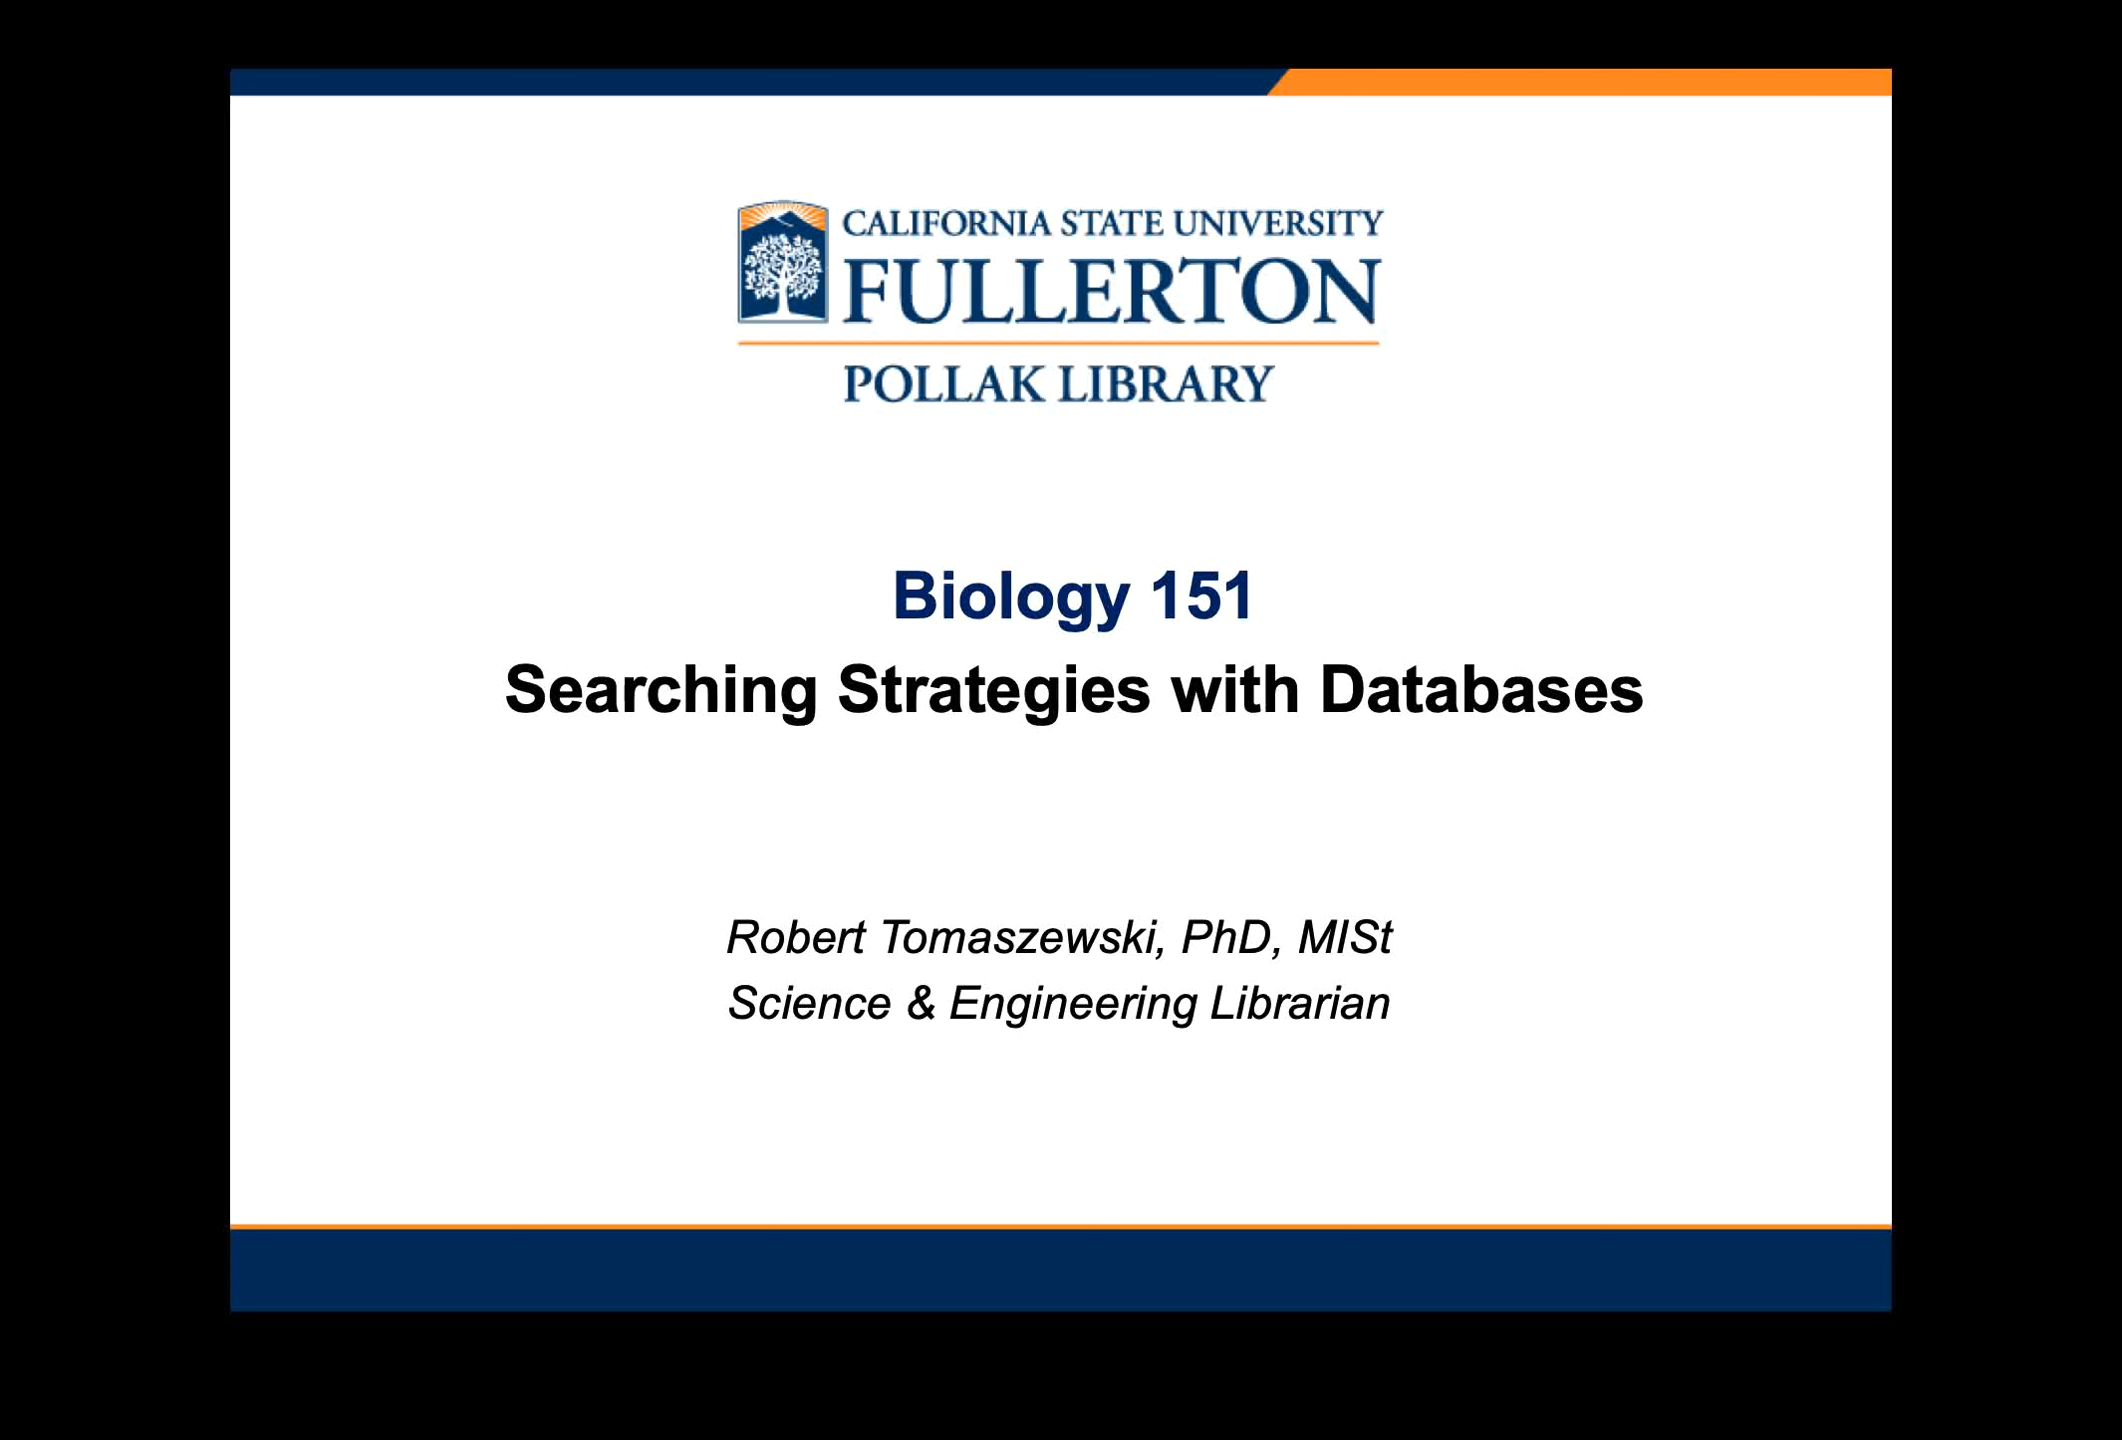 CALIFORNIA STATE UNIVERSITY
FULLERTON
POLLAK LIBRARY
Biology 151
Searching Strategies with Databases
Robert Tomaszewski, PhD, MISt
Science & Engineering Librarian